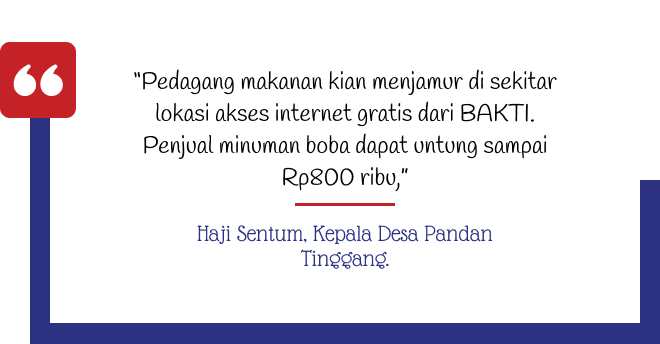 “Pedagang makanan kian menjamur di sekitar
lokasi akses internet gratis dari BAKTI.
Penjual minuman boba dapat untung sampai
Rp800 ribu,”
Haji Sentum, Kepala Desa Pandan
Tinggang.